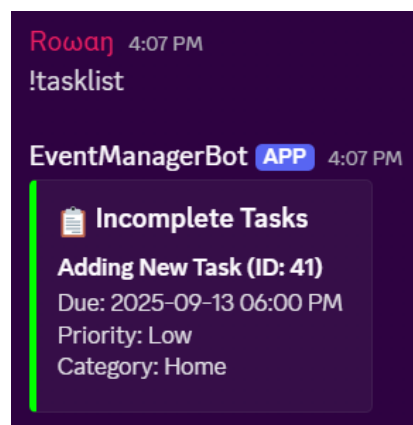 Roωαη 4:07 PM
!tasklist
EventManagerBot APP 4:07 PM
📋 Incomplete Tasks
Adding New Task (ID: 41)
Due: 2025-09-13 06:00 PM
Priority: Low
Category: Home